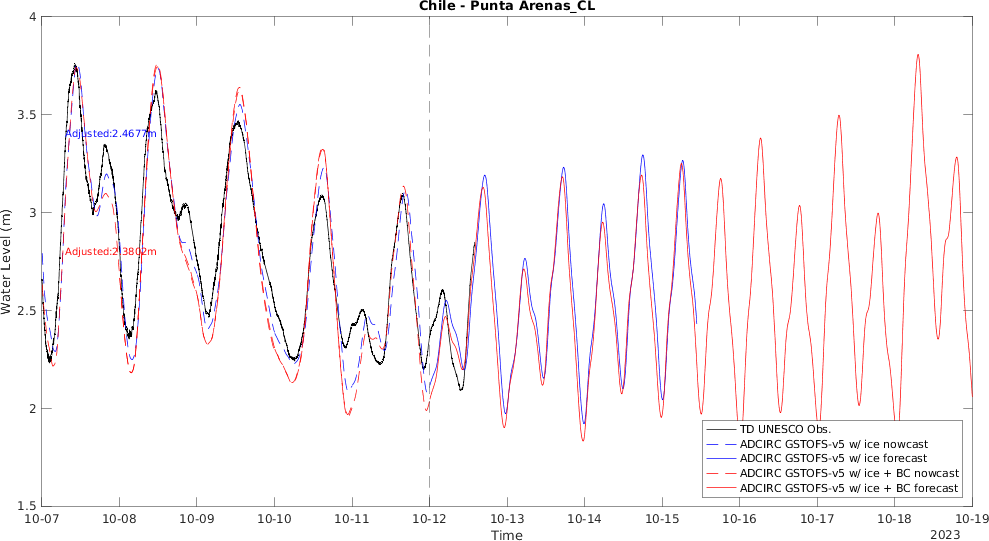 Chile - Punta Arenas_CL
4
3.5
3
2.5
2
1.5
Water Level (m)
Adjusted:2.4677m
Adjusted:2.3802m
TD UNESCO Obs.
ADCIRC GSTOFS-v5 w/ ice nowcast
ADCIRC GSTOFS-v5 w/ ice forecast
ADCIRC GSTOFS-v5 w/ ice + BC nowcast
ADCIRC GSTOFS-v5 w/ ice + BC forecast
10-07 10-08 10-09 10-10 10-11 10-12 10-13 10-14 10-15 10-16 10-17 10-18 10-19
Time
2023